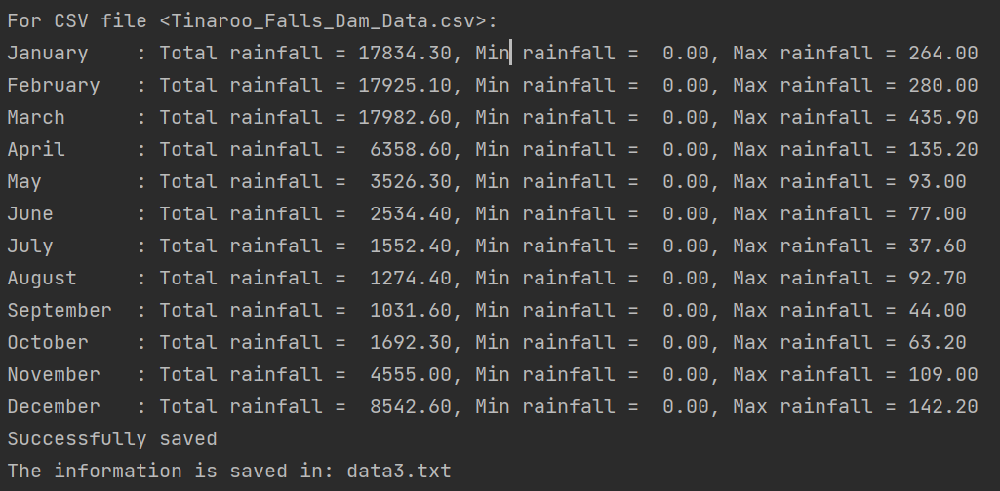 For CSV file <Tinaroo_Falls_Dam_Data.csv>:
January    : Total rainfall = 17834.30, Min rainfall =  0.00, Max rainfall = 264.00
February   : Total rainfall = 17925.10, Min rainfall =  0.00, Max rainfall = 280.00
March      : Total rainfall = 17982.60, Min rainfall =  0.00, Max rainfall = 435.90
April      : Total rainfall =  6358.60, Min rainfall =  0.00, Max rainfall = 135.20
May        : Total rainfall =  3526.30, Min rainfall =  0.00, Max rainfall = 93.00
June       : Total rainfall =  2534.40, Min rainfall =  0.00, Max rainfall = 77.00
July       : Total rainfall =  1552.40, Min rainfall =  0.00, Max rainfall = 37.60
August     : Total rainfall =  1274.40, Min rainfall =  0.00, Max rainfall = 92.70
September  : Total rainfall =  1031.60, Min rainfall =  0.00, Max rainfall = 44.00
October    : Total rainfall =  1692.30, Min rainfall =  0.00, Max rainfall = 63.20
November   : Total rainfall =  4555.00, Min rainfall =  0.00, Max rainfall = 109.00
December   : Total rainfall =  8542.60, Min rainfall =  0.00, Max rainfall = 142.20
Successfully saved
The information is saved in: data3.txt